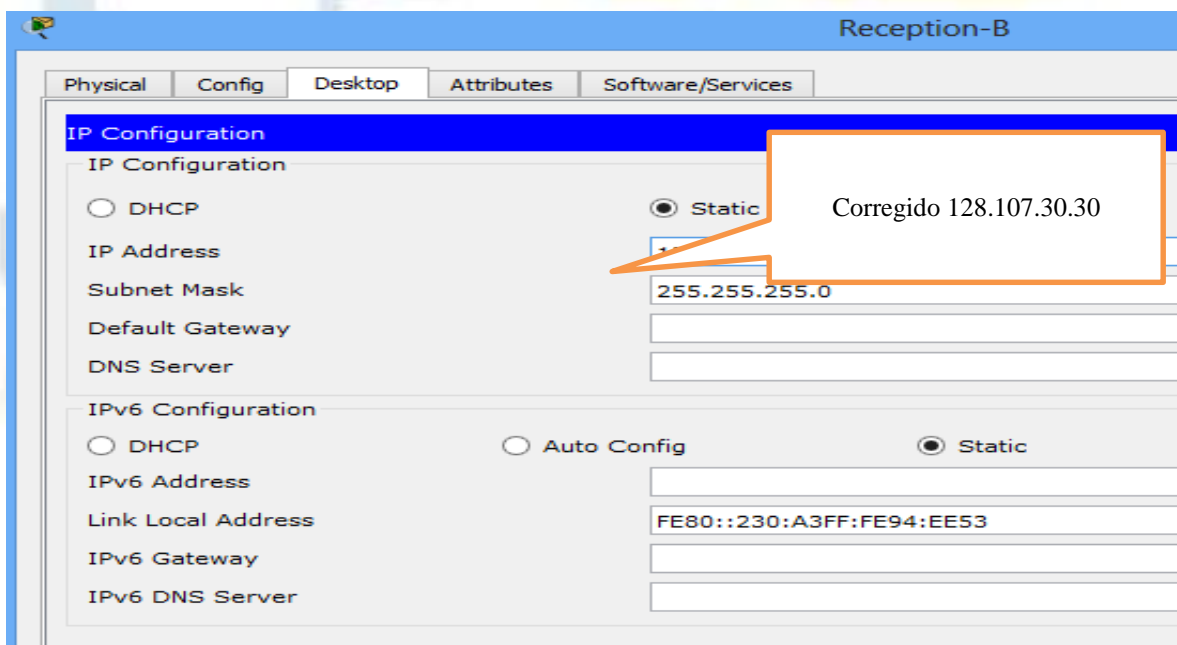 Reception-B
Physical Config Desktop Attributes Software/Services
IP Configuration
IP Configuration
DHCP Static
Corregido 128.107.30.30
IP Address
Subnet Mask 255.255.255.0
Default Gateway
DNS Server
IPv6 Configuration
DHCP Auto Config Static
IPv6 Address
Link Local Address FE80::230:A3FF:FE94:EE53
IPv6 Gateway
IPv6 DNS Server